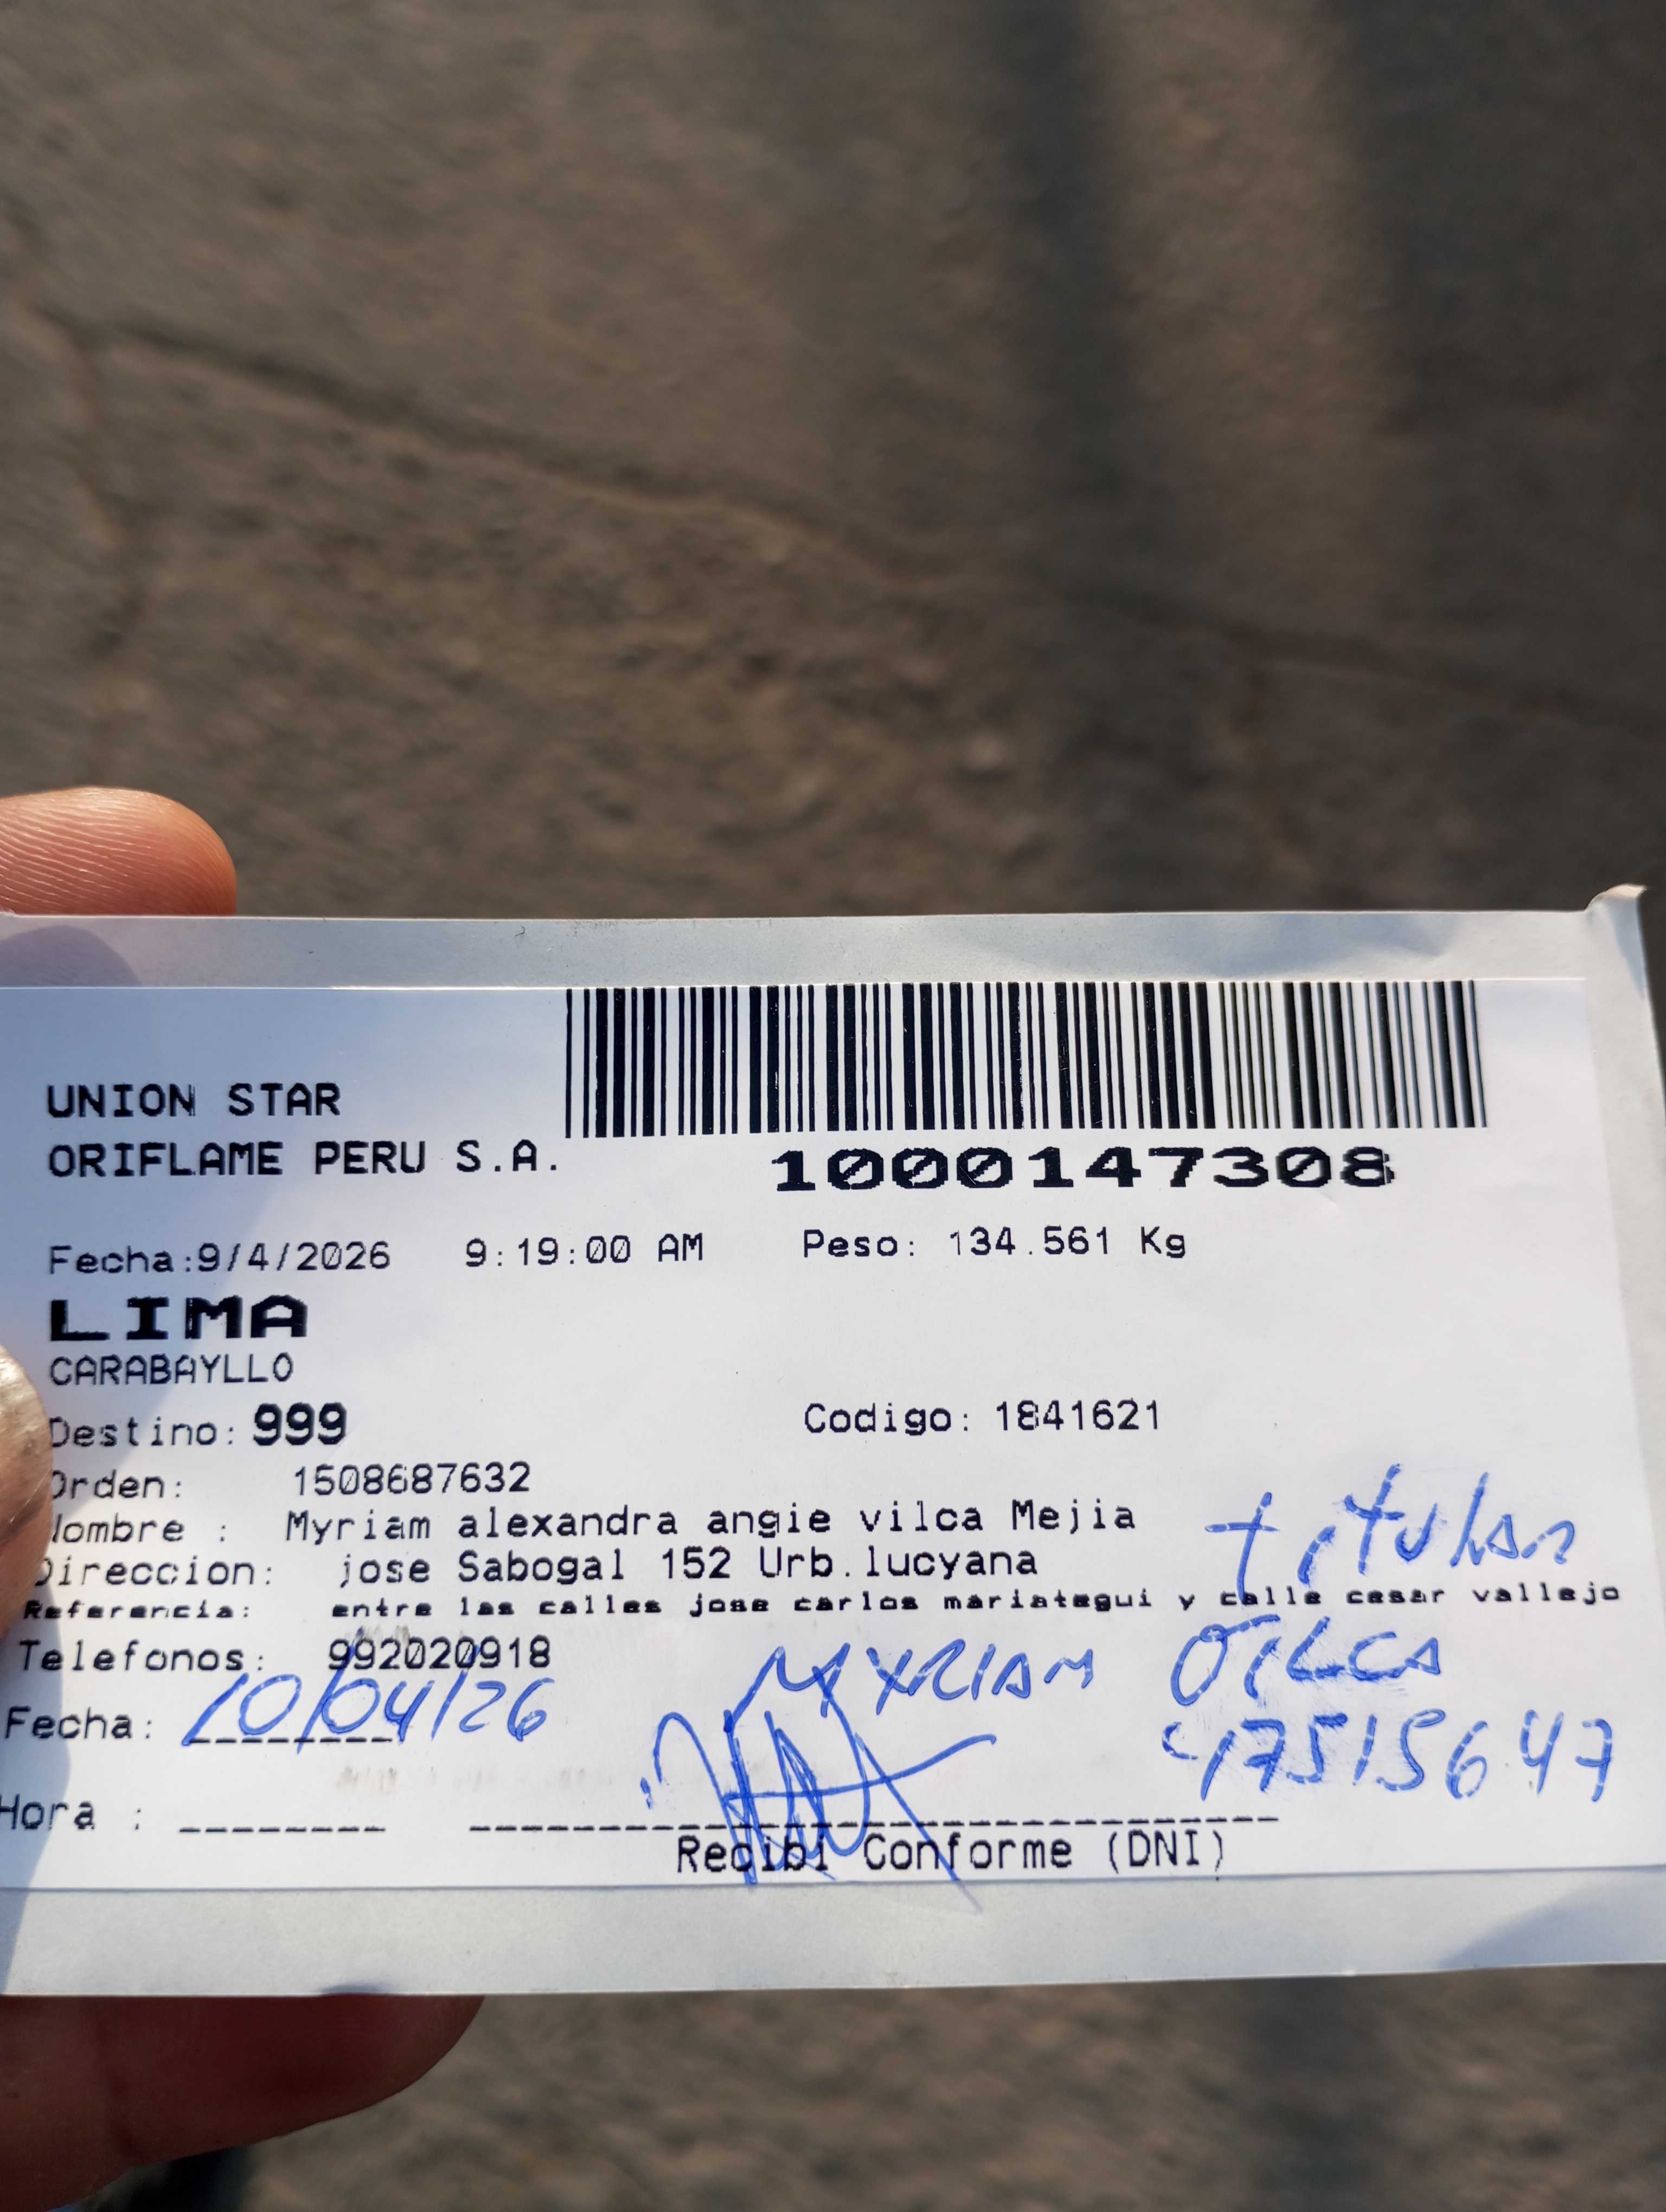 UNION STAR
ORIFLAME PERU S.A.
1000147308
Fecha:9/4/2026 9:19:00 AM Peso: 134.561 Kg
LIMA
CARABAYLLO
Destino: 999 Codigo: 1841621
Orden: 1508687632
Nombre : Myriam alexandra angie vilca Mejia
titular
Direccion: jose Sabogal 152 Urb.lucyana
Referencia: entre las calles jose carlos mariategui y calle cesar vallejo
Telefonos: 992020918
MYRIAM VILCA
Fecha: 10/04/26
47515647
Hora :
Recibi Conforme (DNI)